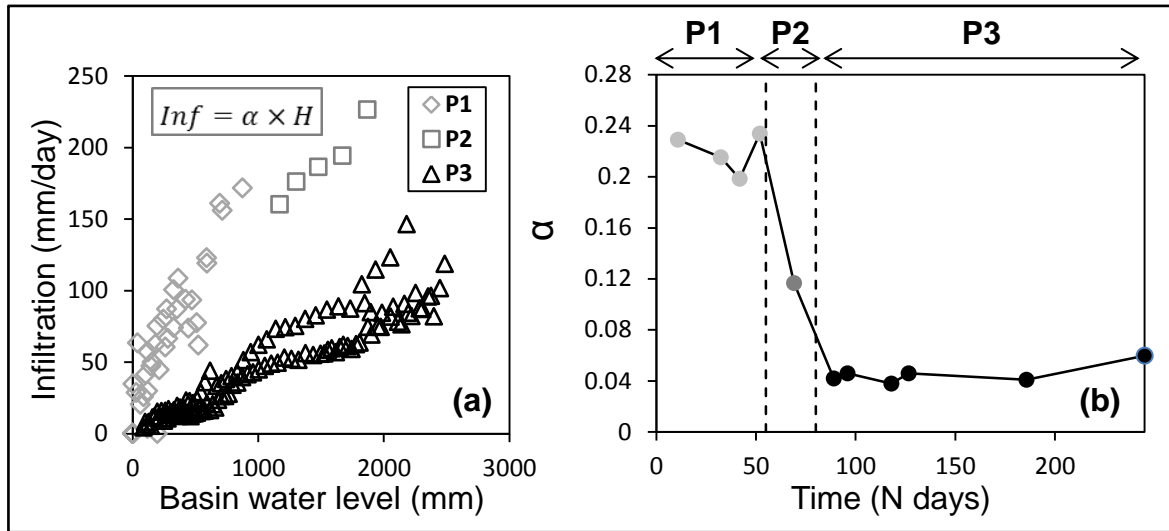 P1 P2 P3
Inf = α × H
P1
P2
P3
Infiltration (mm/day)
250
200
150
100
50
0
0 1000 2000 3000
Basin water level (mm)
(a)
α
0.28
0.24
0.2
0.16
0.12
0.08
0.04
0
0 50 100 150 200
Time (N days)
(b)